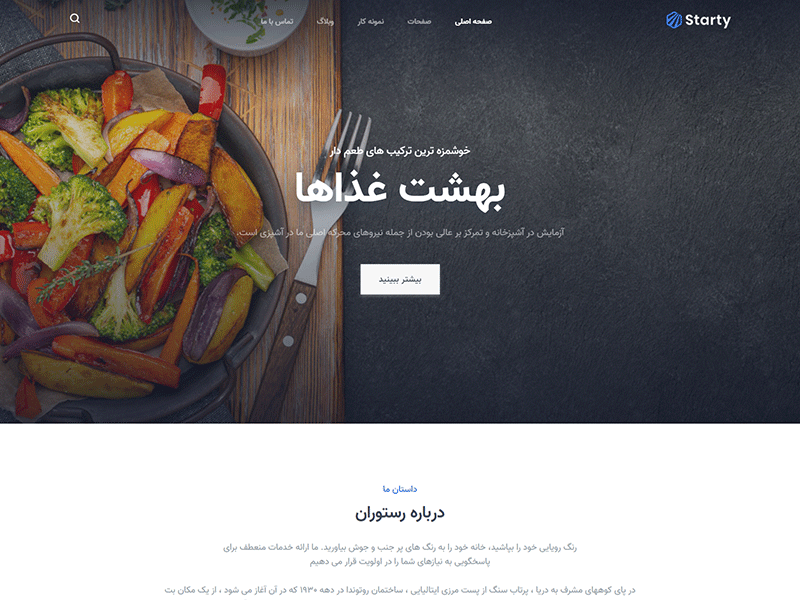 Starty
صفحه اصلی
صفحات
نمونه کار
وبلاگ
تماس با ما
خوشمزه ترین ترکیب های طعم دار
بهشت غذاها
آزمایش در آشپزخانه و تمرکز بر عالی بودن از جمله نیروهای محرکه اصلی ما در آشپزی است.
بیشتر ببینید
داستان ما
درباره رستوران
رنگ رویایی خود را بپاشید، خانه خود را به رنگ های پر جنب و جوش بیاورید. ما ارائه خدمات منعطف برای
پاسخگویی به نیازهای شما را در اولویت قرار می دهیم
در پای کوههای مشرف به دریا ، پرتاب سنگ از پست مرزی ایتالیایی ، ساختمان روتوندا در دهه ۱۹۳۰ که در آن آغاز می شود ، از یک مکان بت